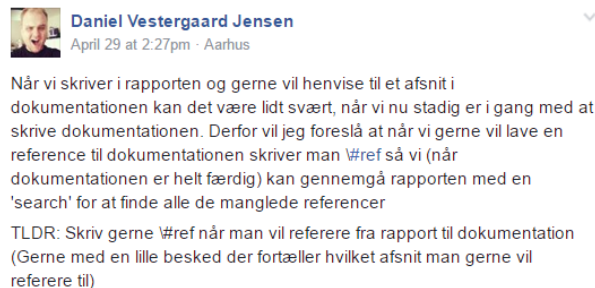 Daniel Vestergaard Jensen
April 29 at 2:27pm · Aarhus
Når vi skriver i rapporten og gerne vil henvise til et afsnit i
dokumentationen kan det være lidt svært, når vi nu stadig er i gang med at
skrive dokumentationen. Derfor vil jeg foreslå at når vi gerne vil lave en
reference til dokumentationen skriver man \#ref så vi (når
dokumentationen er helt færdig) kan gennemgå rapporten med en
'search' for at finde alle de manglede referencer
TLDR: Skriv gerne \#ref når man vil referere fra rapport til dokumentation
(Gerne med en lille besked der fortæller hvilket afsnit man gerne vil
referere til)